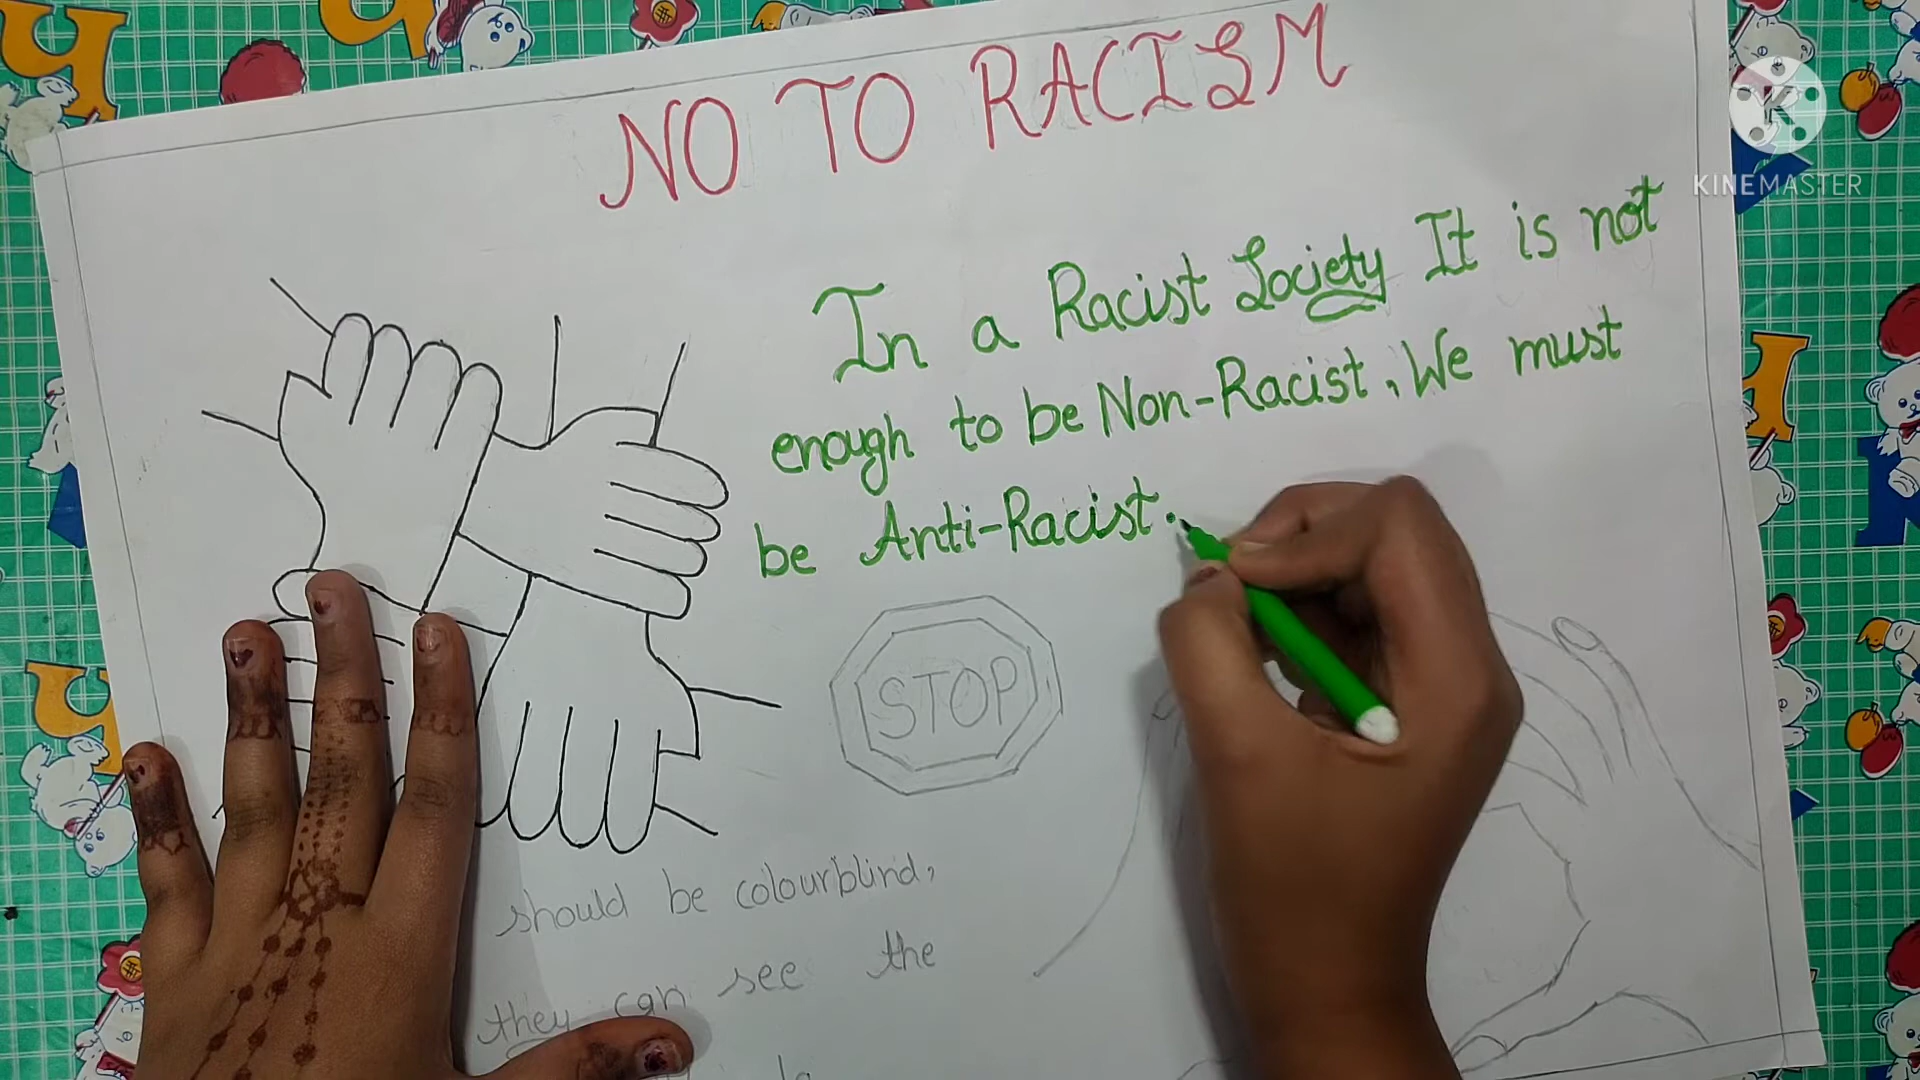 NO TO RACISM
KINEMASTER
In a Racist Society It is not
enough to be Non-Racist, We must
be Anti-Racist.
STOP
should be colourblind,
they can see the